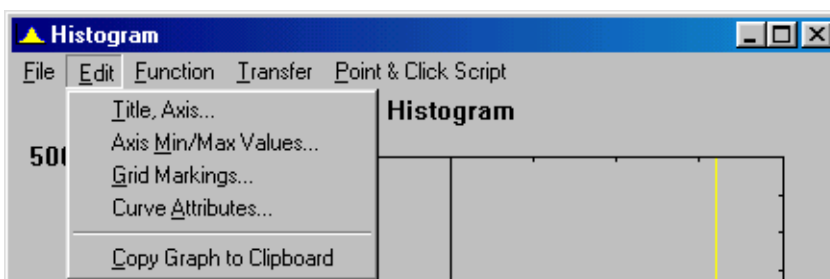 Histogram
File Edit Function Transfer Point & Click Script
Title, Axis...
Histogram
Axis Min/Max Values...
Grid Markings...
Curve Attributes...
Copy Graph to Clipboard